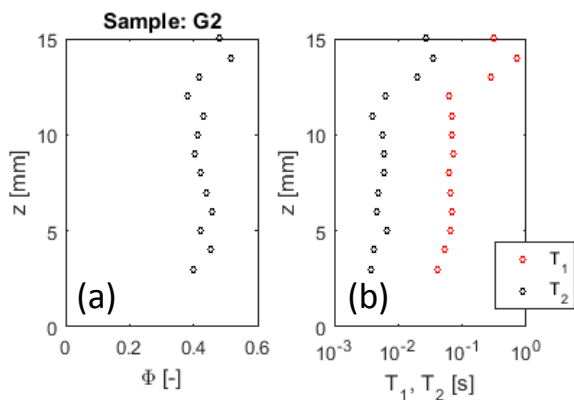 Sample: G2
15
10
5
0
z [mm]
(a)
0
0.2
0.4
0.6
Φ [-]
15
10
5
0
z [mm]
(b)
T₁
T₂
10⁻³
10⁻²
10⁻¹
10⁰
T₁, T₂ [s]